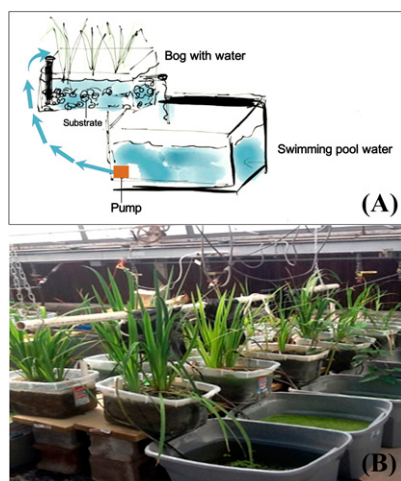 Bog with water
Substrate
Swimming pool water
Pump
(A)
(B)